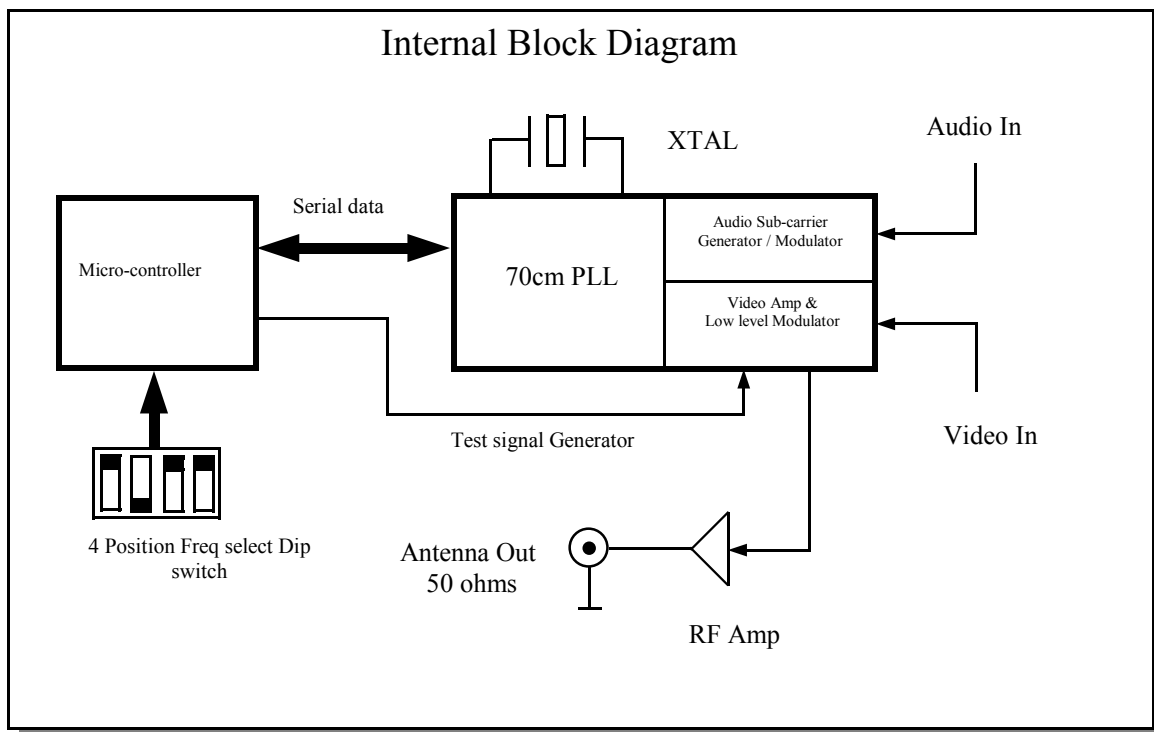 Internal Block Diagram
XTAL
Audio In
Serial data
Micro-controller
70cm PLL
Audio Sub-carrier
Generator / Modulator
Video Amp &
Low level Modulator
Test signal Generator
Video In
4 Position Freq select Dip
switch
Antenna Out
50 ohms
RF Amp